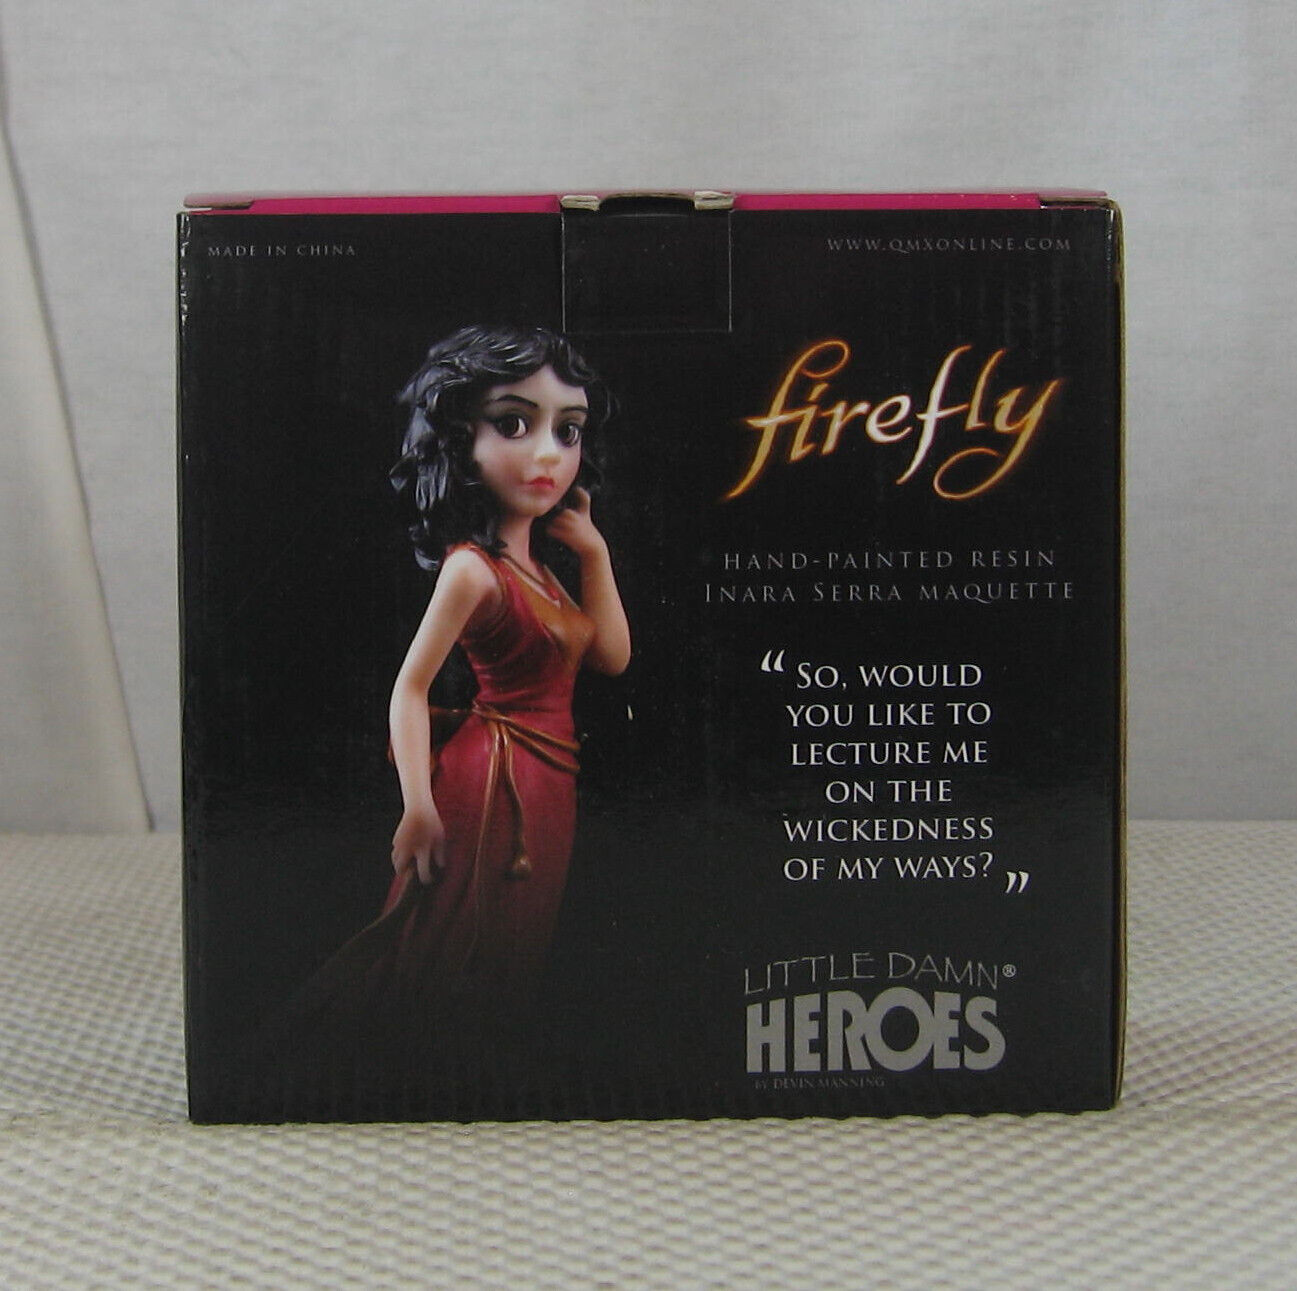 MADE IN CHINA
WWW.QMXONLINE.COM
firefly
HAND-PAINTED RESIN
INARA SERRA MAQUETTE
“ SO, WOULD
YOU LIKE TO
LECTURE ME
ON THE
WICKEDNESS
OF MY WAYS? ”
LITTLE DAMN®
HEROES
BY DEVIN MANNING